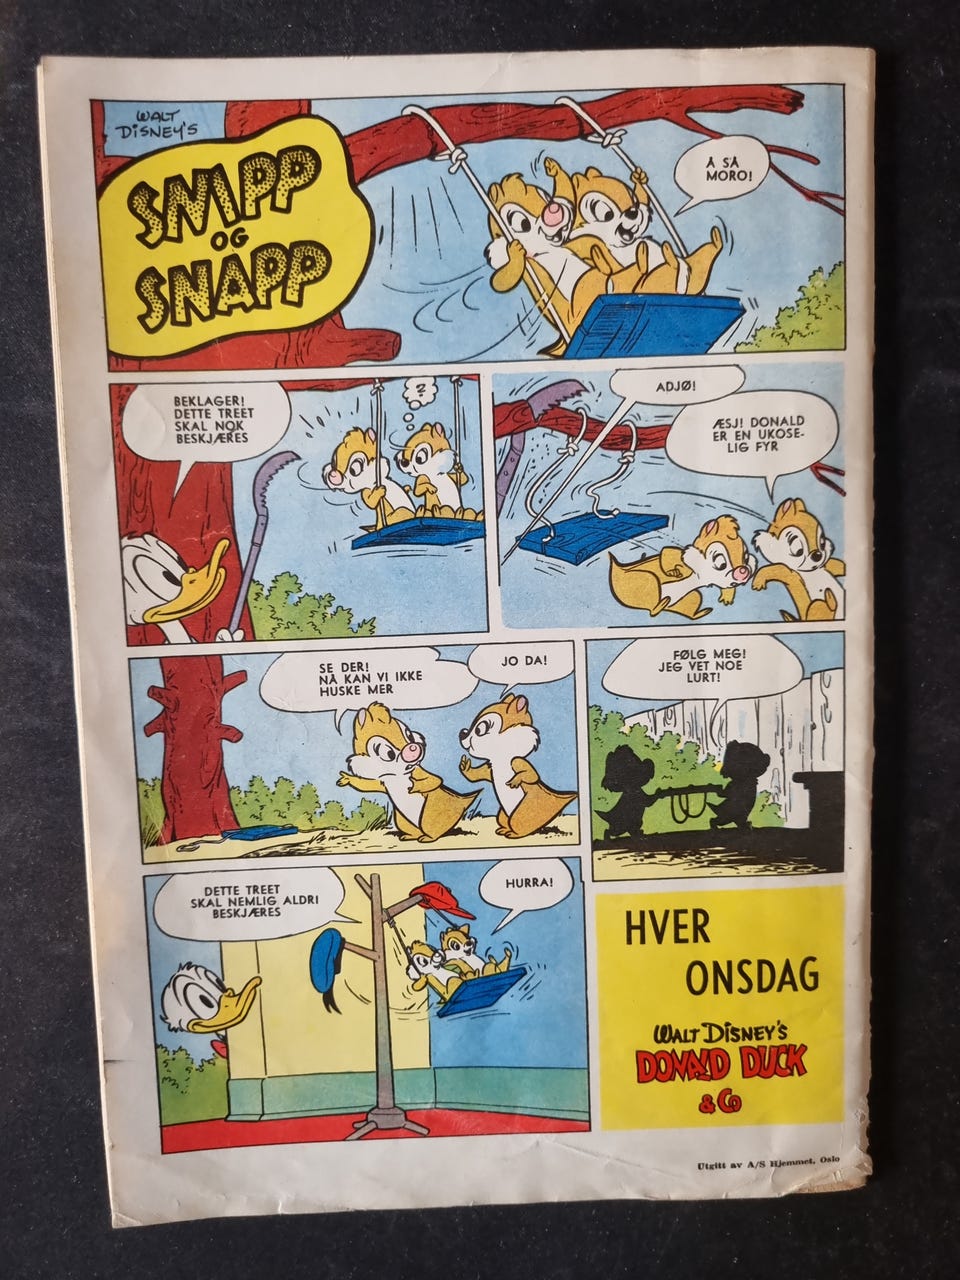 WALT
DISNEY'S
SNIPP
OG
SNAPP
Å SÅ
MORO!
BEKLAGER!
DETTE TREET
SKAL NOK
BESKJÆRES
?
ADJØ!
ÆSJ! DONALD
ER EN UKOSE-
LIG FYR
SE DER!
NÅ KAN VI IKKE
HUSKE MER
JO DA!
FØLG MEG!
JEG VET NOE
LURT!
DETTE TREET
SKAL NEMLIG ALDRI
BESKJÆRES
HURRA!
HVER
ONSDAG
WALT DISNEY'S
DONALD DUCK
& Co
Utgitt av A/S Hjemmet, Oslo